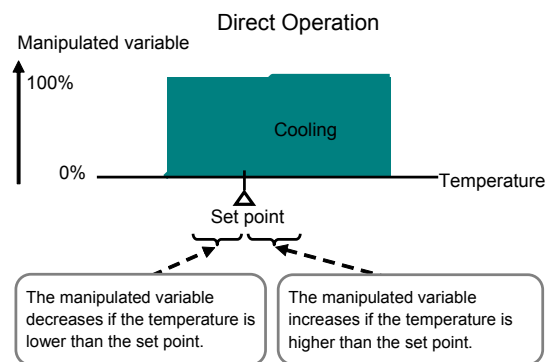 Direct Operation
Manipulated variable
100%
Cooling
0%
Temperature
Set point
The manipulated variable
decreases if the temperature is
lower than the set point.
The manipulated variable
increases if the temperature is
higher than the set point.